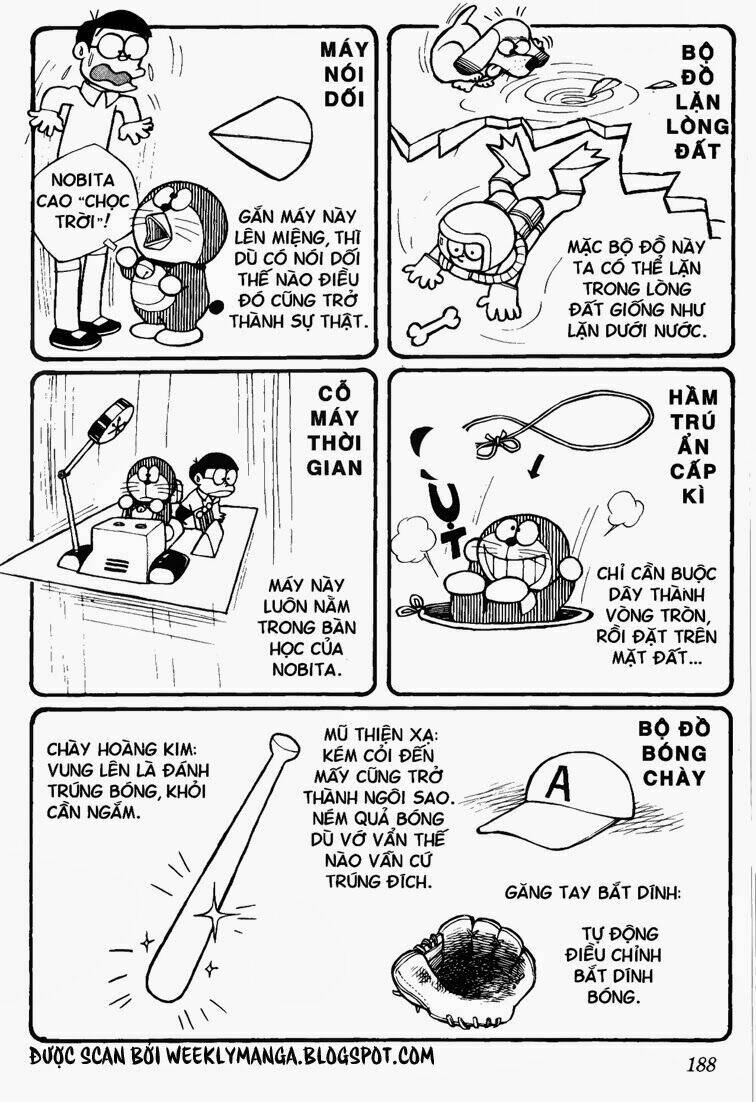 MÁY
NÓI
DỐI
NOBITA
CAO "CHỌC
TRỜI"!
GẮN MÁY NÀY
LÊN MIỆNG, THÌ
DÙ CÓ NÓI DỐI
THẾ NÀO ĐIỀU
ĐÓ CŨNG TRỞ
THÀNH SỰ THẬT.
BỘ
ĐỒ
LẶN
LÒNG
ĐẤT
MẶC BỘ ĐỒ NÀY
TA CÓ THỂ LẶN
TRONG LÒNG
ĐẤT GIỐNG NHƯ
LẶN DƯỚI NƯỚC.
CỖ
MÁY
THỜI
GIAN
MÁY NÀY
LUÔN NẰM
TRONG BÀN
HỌC CỦA
NOBITA.
HẦM
TRÚ
ẨN
CẤP
KÌ
ÙỤT
CHỈ CẦN BUỘC
DÂY THÀNH
VÒNG TRÒN,
RỒI ĐẶT TRÊN
MẶT ĐẤT...
BỘ ĐỒ
BÓNG
CHÀY
CHÀY HOÀNG KIM:
VUNG LÊN LÀ ĐÁNH
TRÚNG BÓNG, KHỎI
CẦN NGẮM.
MŨ THIỆN XẠ:
KÉM CỎI ĐẾN
MẤY CŨNG TRỞ
THÀNH NGÔI SAO.
NÉM QUẢ BÓNG
DÙ VỚ VẨN THẾ
NÀO VẪN CỨ
TRÚNG ĐÍCH.
A
GĂNG TAY BẮT DÍNH:
TỰ ĐỘNG
ĐIỀU CHỈNH
BẮT DÍNH
BÓNG.
ĐƯỢC SCAN BỞI WEEKLYMANGA.BLOGSPOT.COM
188